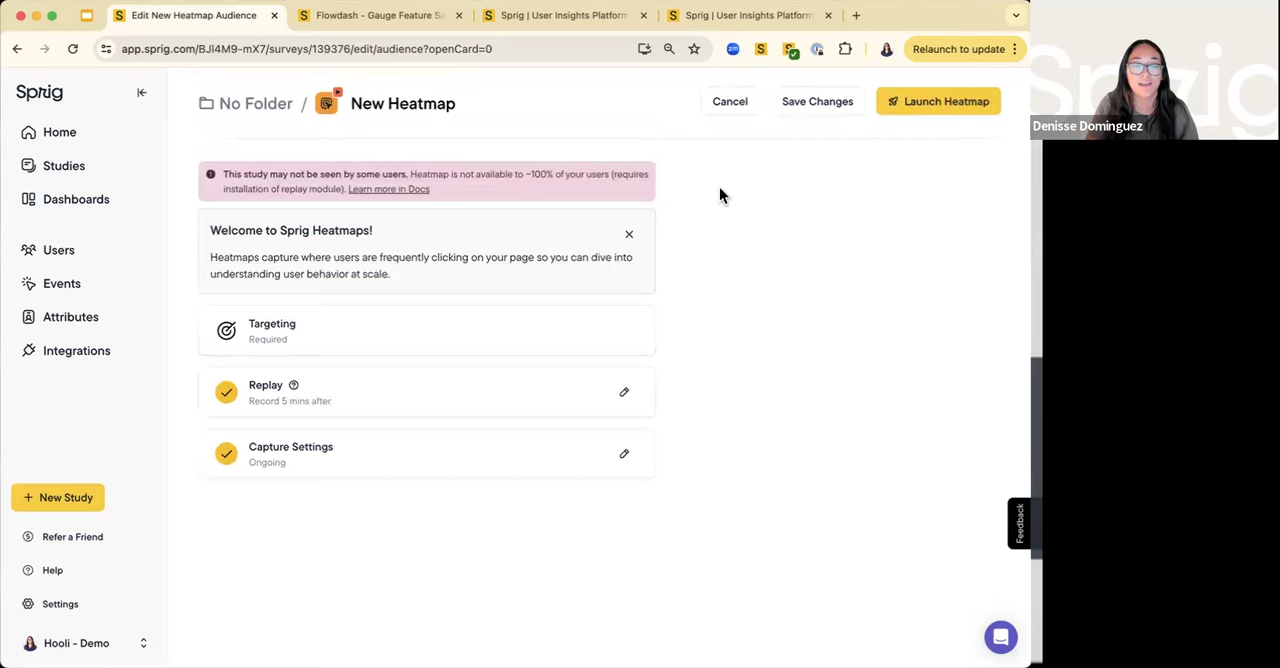 Edit New Heatmap Audience
Flowdash - Gauge Feature Sa
Sprig | User Insights Platform
Sprig | User Insights Platform
app.sprig.com/BJl4M9-mX7/surveys/139376/edit/audience?openCard=0
zm
S
Relaunch to update
Sprig
No Folder / New Heatmap
Cancel
Save Changes
Launch Heatmap
Home
Studies
Dashboards
Users
Events
Attributes
Integrations
This study may not be seen by some users. Heatmap is not available to ~100% of your users (requires
installation of replay module). Learn more in Docs
Welcome to Sprig Heatmaps!
Heatmaps capture where users are frequently clicking on your page so you can dive into
understanding user behavior at scale.
Targeting
Required
Replay
Record 5 mins after
Capture Settings
Ongoing
+ New Study
Refer a Friend
Help
Settings
Hooli - Demo
Feedback
Denisse Dominguez